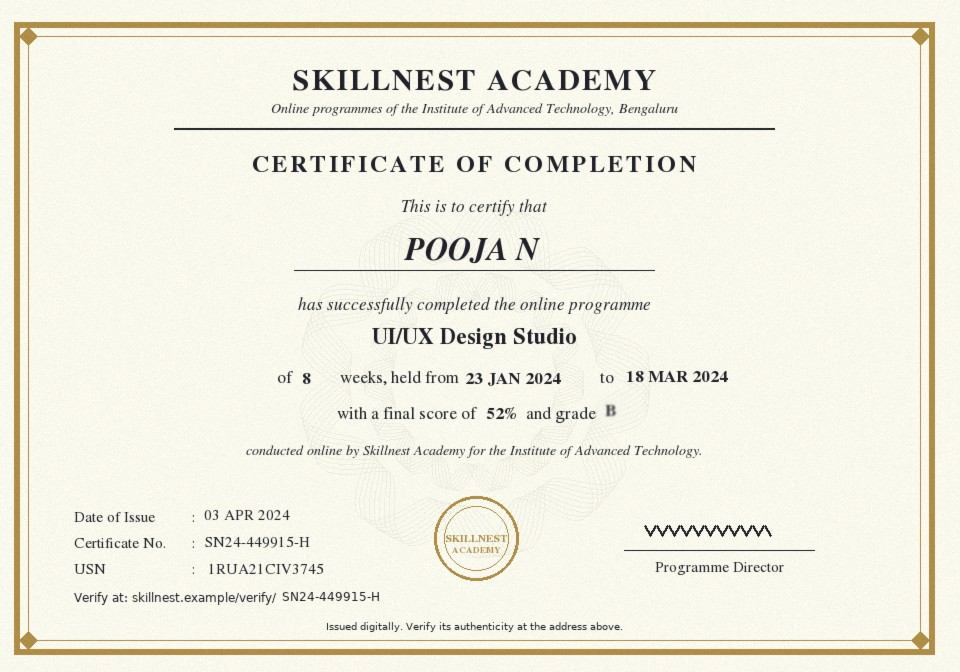 SKILLNEST ACADEMY
Online programmes of the Institute of Advanced Technology, Bengaluru
CERTIFICATE OF COMPLETION
This is to certify that
POOJA N
has successfully completed the online programme
UI/UX Design Studio
of 8 weeks, held from 23 JAN 2024 to 18 MAR 2024
with a final score of 52% and grade B
conducted online by Skillnest Academy for the Institute of Advanced Technology.
Date of Issue : 03 APR 2024
Certificate No. : SN24-449915-H
USN : 1RUA21CIV3745
Verify at: skillnest.example/verify/ SN24-449915-H
SKILLNEST
ACADEMY
Programme Director
Issued digitally. Verify its authenticity at the address above.